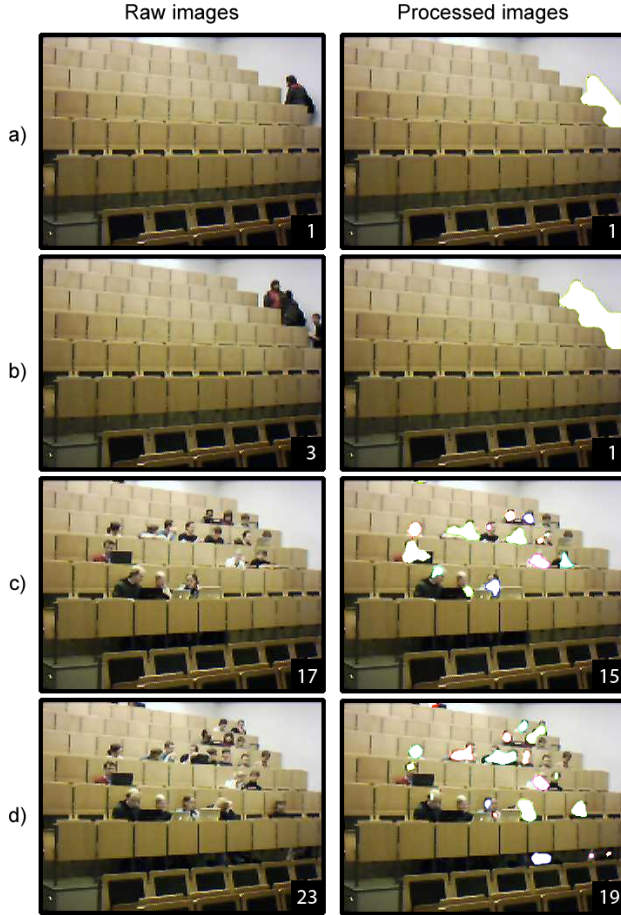 Raw images Processed images
a)
1 1
b)
3 1
c)
17 15
d)
23 19